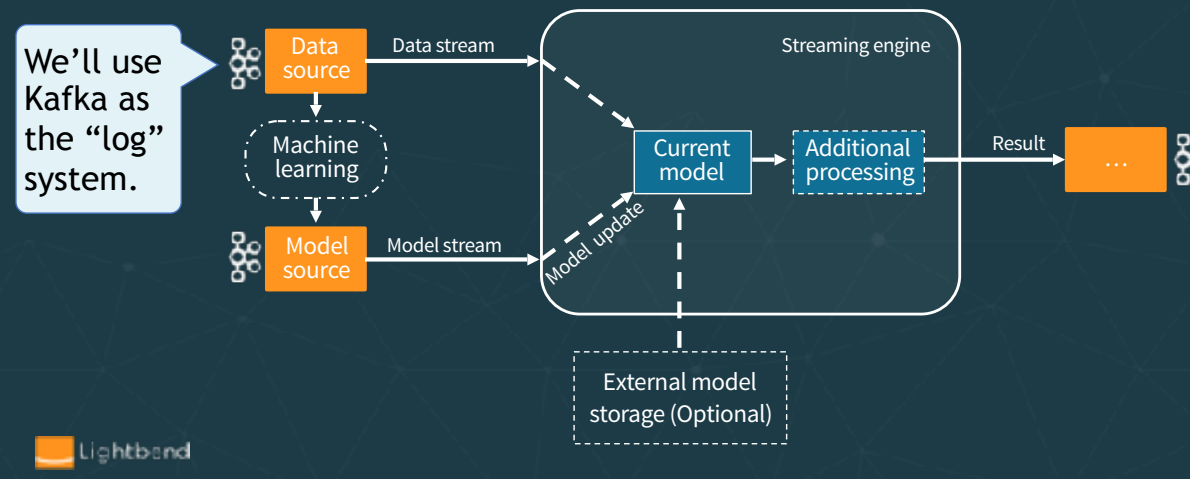 We’ll use
Kafka as
the “log”
system.
Data
source
Data stream
Streaming engine
Machine
learning
Current
model
Additional
processing
Result
...
Model
source
Model stream
Model update
External model
storage (Optional)
Lightbend